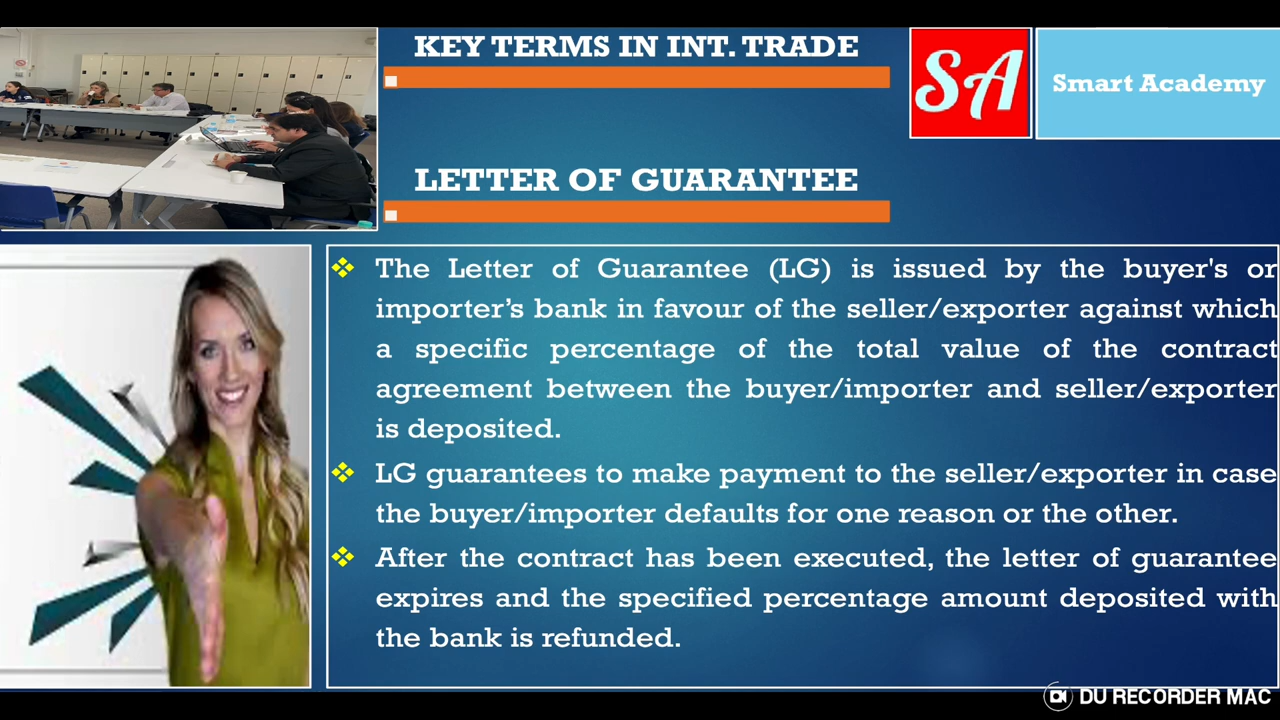 KEY TERMS IN INT. TRADE
SA
Smart Academy
LETTER OF GUARANTEE
The Letter of Guarantee (LG) is issued by the buyer's or
importer’s bank in favour of the seller/exporter against which
a specific percentage of the total value of the contract
agreement between the buyer/importer and seller/exporter
is deposited.
LG guarantees to make payment to the seller/exporter in case
the buyer/importer defaults for one reason or the other.
After the contract has been executed, the letter of guarantee
expires and the specified percentage amount deposited with
the bank is refunded.
DU RECORDER MAC